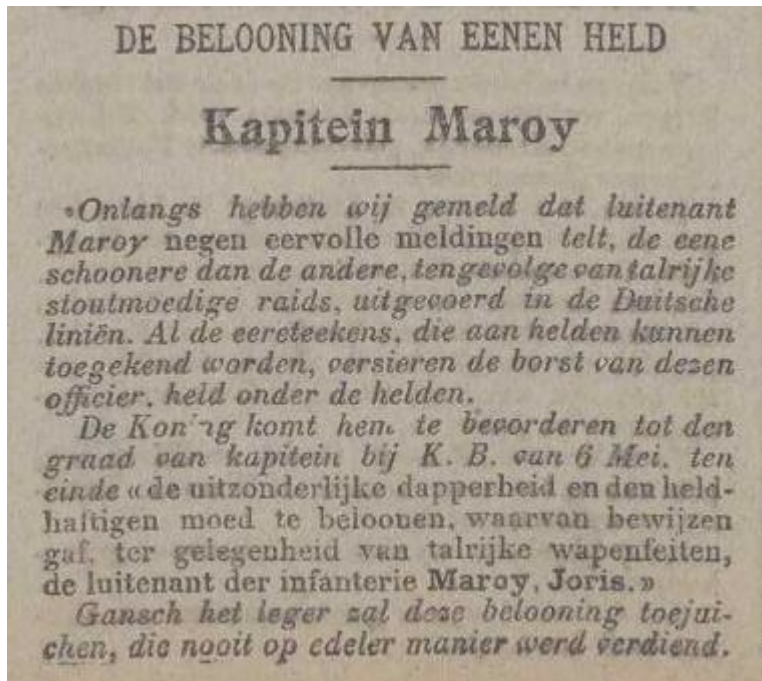 DE BELOONING VAN EENEN HELD
Kapitein Maroy
«Onlangs hebben wij gemeld dat luitenant
Maroy negen eervolle meldingen telt, de eene
schoonere dan de andere, tengevolge van talrijke
stoutmoedige raids, uitgevoerd in de Duitsche
liniën. Al de eereteekens, die aan helden kunnen
toegekend worden, versieren de borst van dezen
officier, held onder de helden.
De Koning komt hem te bevorderen tot den
graad van kapitein bij K. B. van 6 Mei, ten
einde « de uitzonderlijke dapperheid en den held-
haftigen moed te beloonen, waarvan bewijzen
gaf, ter gelegenheid van talrijke wapenfeiten,
de luitenant der infanterie Maroy, Joris.»
Gansch het leger zal deze belooning toejui-
chen, die nooit op edeler manier werd verdiend.